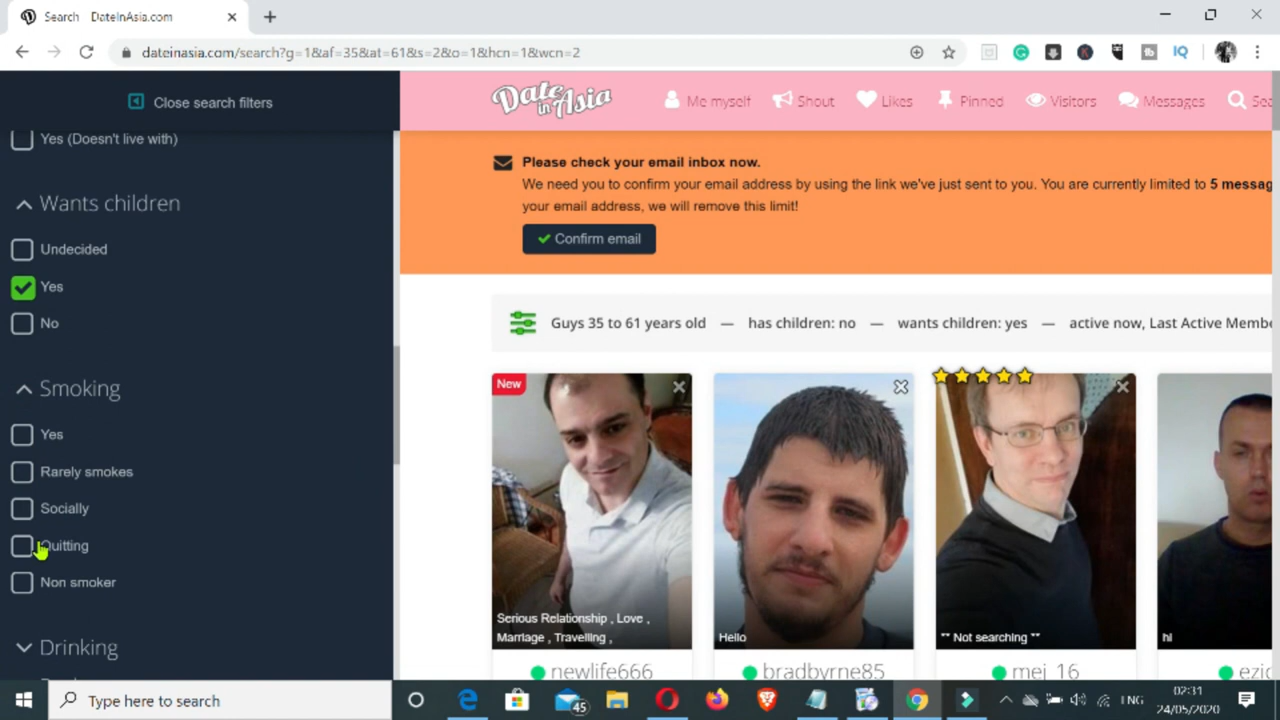 Search DateInAsia.com
dateinasia.com/search?g=1&af=35&at=61&s=2&o=1&hcn=1&wcn=2
Close search filters
Yes (Doesn't live with)
Wants children
Undecided
Yes
No
Smoking
Yes
Rarely smokes
Socially
Quitting
Non smoker
Drinking
Date in Asia
Me myself
Shout
Likes
Pinned
Visitors
Messages
Sea
Please check your email inbox now.
We need you to confirm your email address by using the link we've just sent to you. You are currently limited to 5 messag
your email address, we will remove this limit!
Confirm email
Guys 35 to 61 years old — has children: no — wants children: yes — active now, Last Active Membe
New
Serious Relationship , Love ,
Marriage , Travelling ,
Hello
** Not searching **
hi
newlife666
bradbyrne85
mei_16
ezic
Type here to search
45
ENG
02:31
24/05/2020